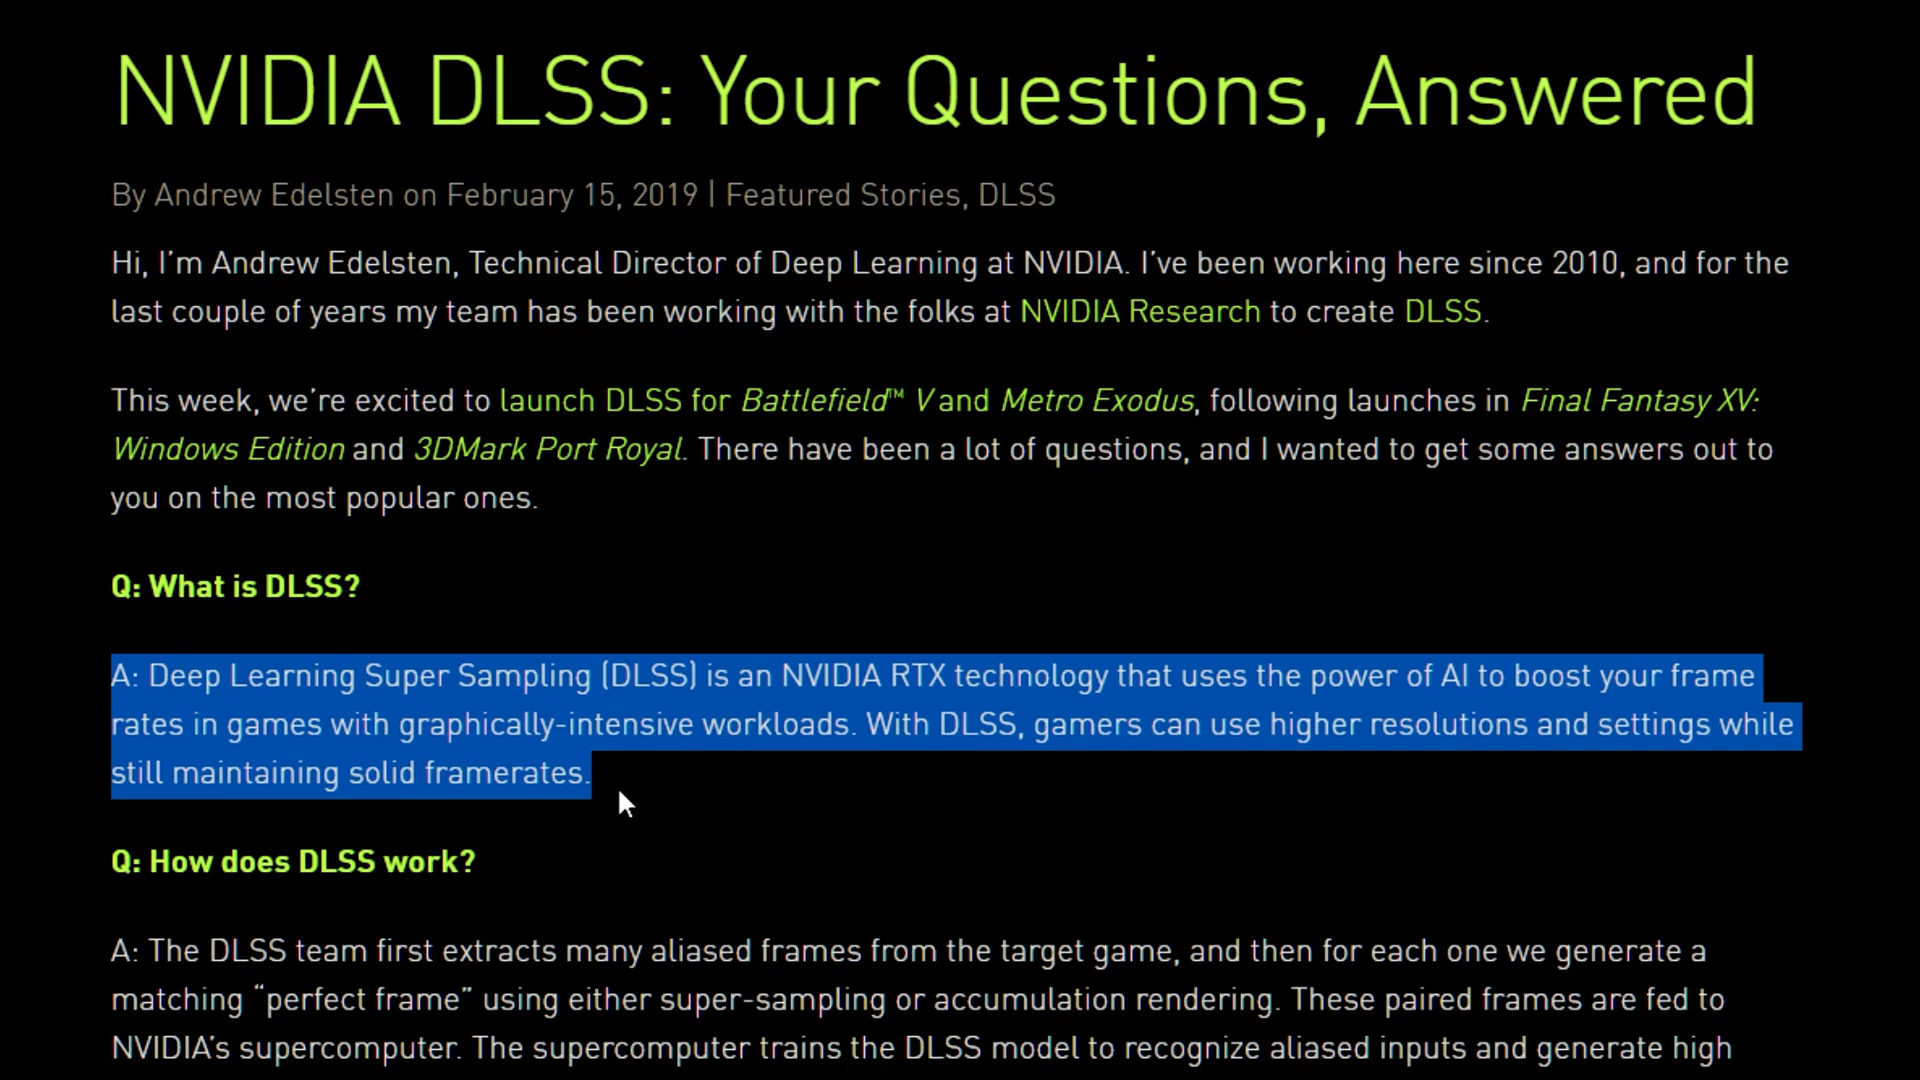 NVIDIA DLSS: Your Questions, Answered
By Andrew Edelsten on February 15, 2019 | Featured Stories, DLSS
Hi, I’m Andrew Edelsten, Technical Director of Deep Learning at NVIDIA. I’ve been working here since 2010, and for the
last couple of years my team has been working with the folks at NVIDIA Research to create DLSS.
This week, we’re excited to launch DLSS for Battlefield™ V and Metro Exodus, following launches in Final Fantasy XV:
Windows Edition and 3DMark Port Royal. There have been a lot of questions, and I wanted to get some answers out to
you on the most popular ones.
Q: What is DLSS?
A: Deep Learning Super Sampling (DLSS) is an NVIDIA RTX technology that uses the power of AI to boost your frame
rates in games with graphically-intensive workloads. With DLSS, gamers can use higher resolutions and settings while
still maintaining solid framerates.
Q: How does DLSS work?
A: The DLSS team first extracts many aliased frames from the target game, and then for each one we generate a
matching “perfect frame” using either super-sampling or accumulation rendering. These paired frames are fed to
NVIDIA’s supercomputer. The supercomputer trains the DLSS model to recognize aliased inputs and generate high